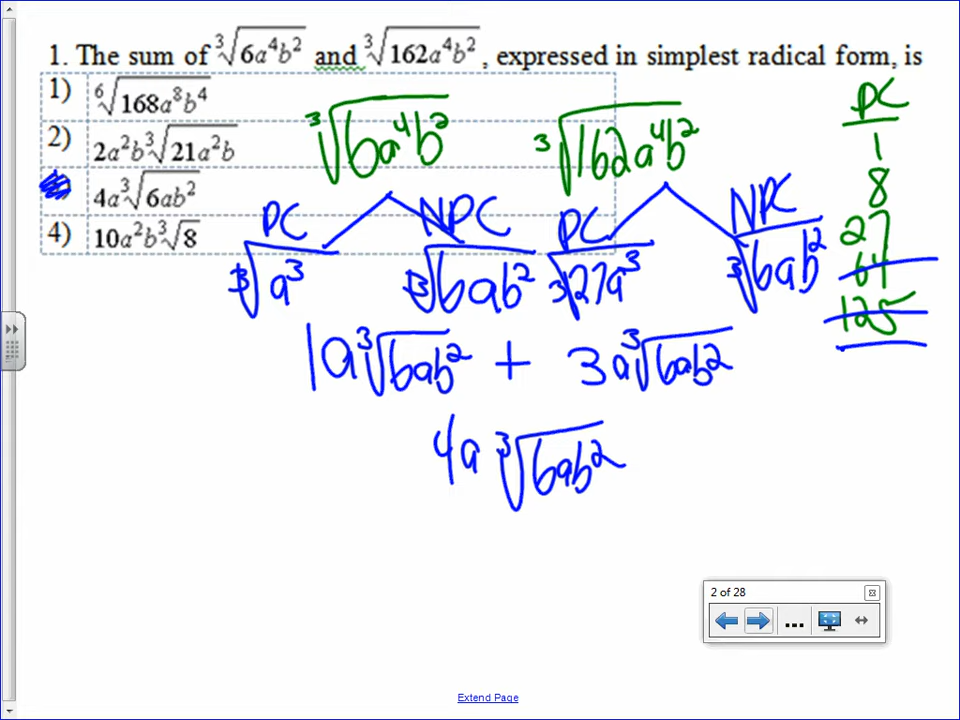 1. The sum of ∛(6a⁴b²) and ∛(162a⁴b²), expressed in simplest radical form, is
1) ⁶√(168a⁸b⁴)
2) 2a²b∛(21a²b)
4a∛(6ab²)
4) 10a²b∛8
∛(6a⁴b²) ∛(162a⁴b²)
PC NPC PC NPC
∛(a³) ∛(6ab²) ∛(27a³) ∛(6ab²)
1a∛(6ab²) + 3a∛(6ab²)
4a∛(6ab²)
PC
1
8
27
64
125
2 of 28
...
Extend Page